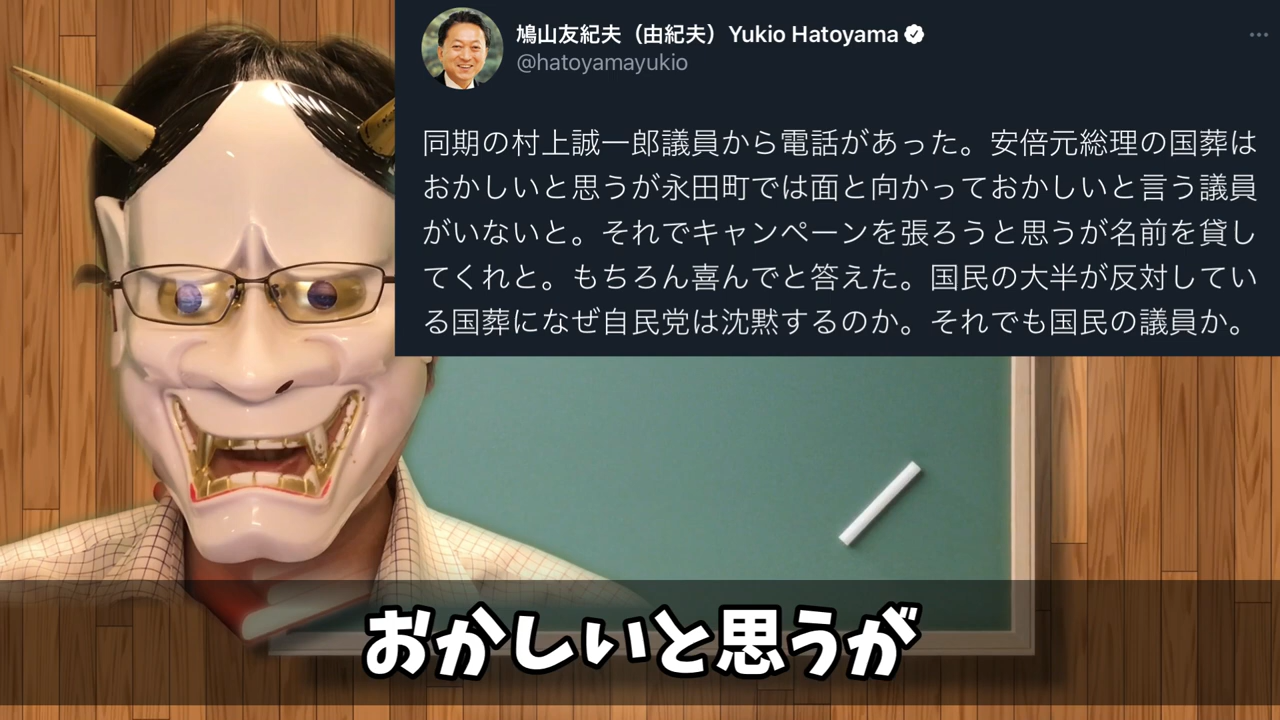 鳩山友紀夫（由紀夫）Yukio Hatoyama
@hatoyamayukio
同期の村上誠一郎議員から電話があった。安倍元総理の国葬は
おかしいと思うが永田町では面と向かっておかしいと言う議員
がいないと。それでキャンペーンを張ろうと思うが名前を貸し
てくれと。もちろん喜んでと答えた。国民の大半が反対してい
る国葬になぜ自民党は沈黙するのか。それでも国民の議員か。
おかしいと思うが